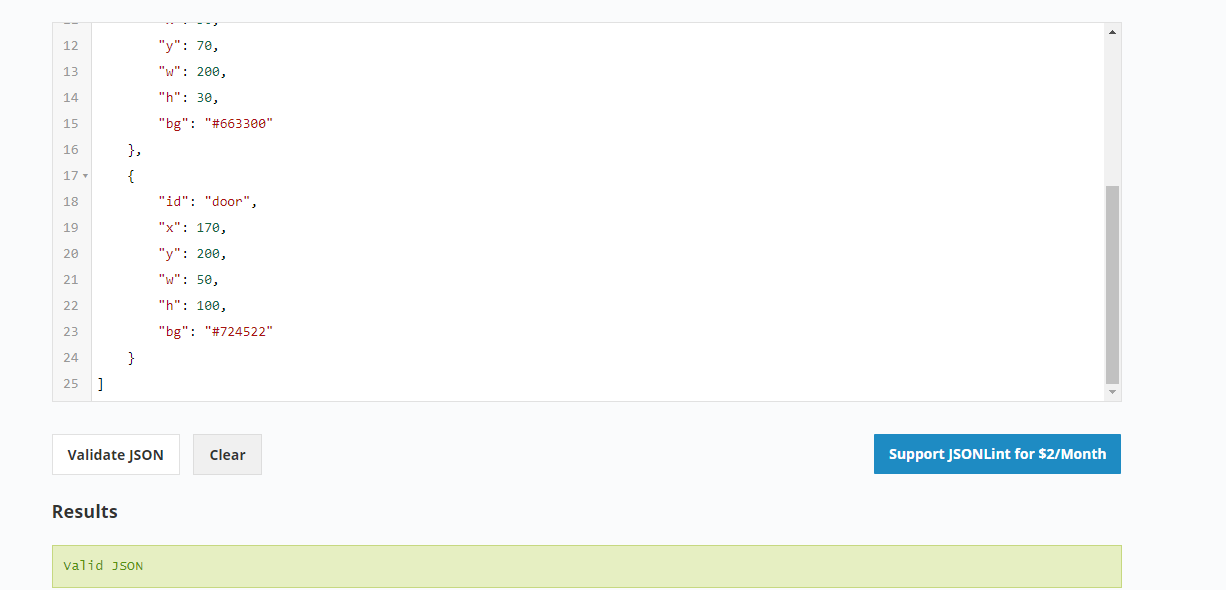 12 "y": 70,
13 "w": 200,
14 "h": 30,
15 "bg": "#663300"
16 },
17 {
18 "id": "door",
19 "x": 170,
20 "y": 200,
21 "w": 50,
22 "h": 100,
23 "bg": "#724522"
24 }
25 ]
Validate JSON Clear Support JSONLint for $2/Month
Results
Valid JSON